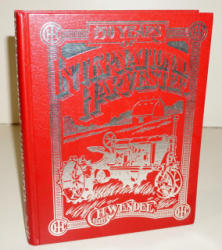 150 YEARS
INTERNATIONAL
HARVESTER
C.H. WENDEL